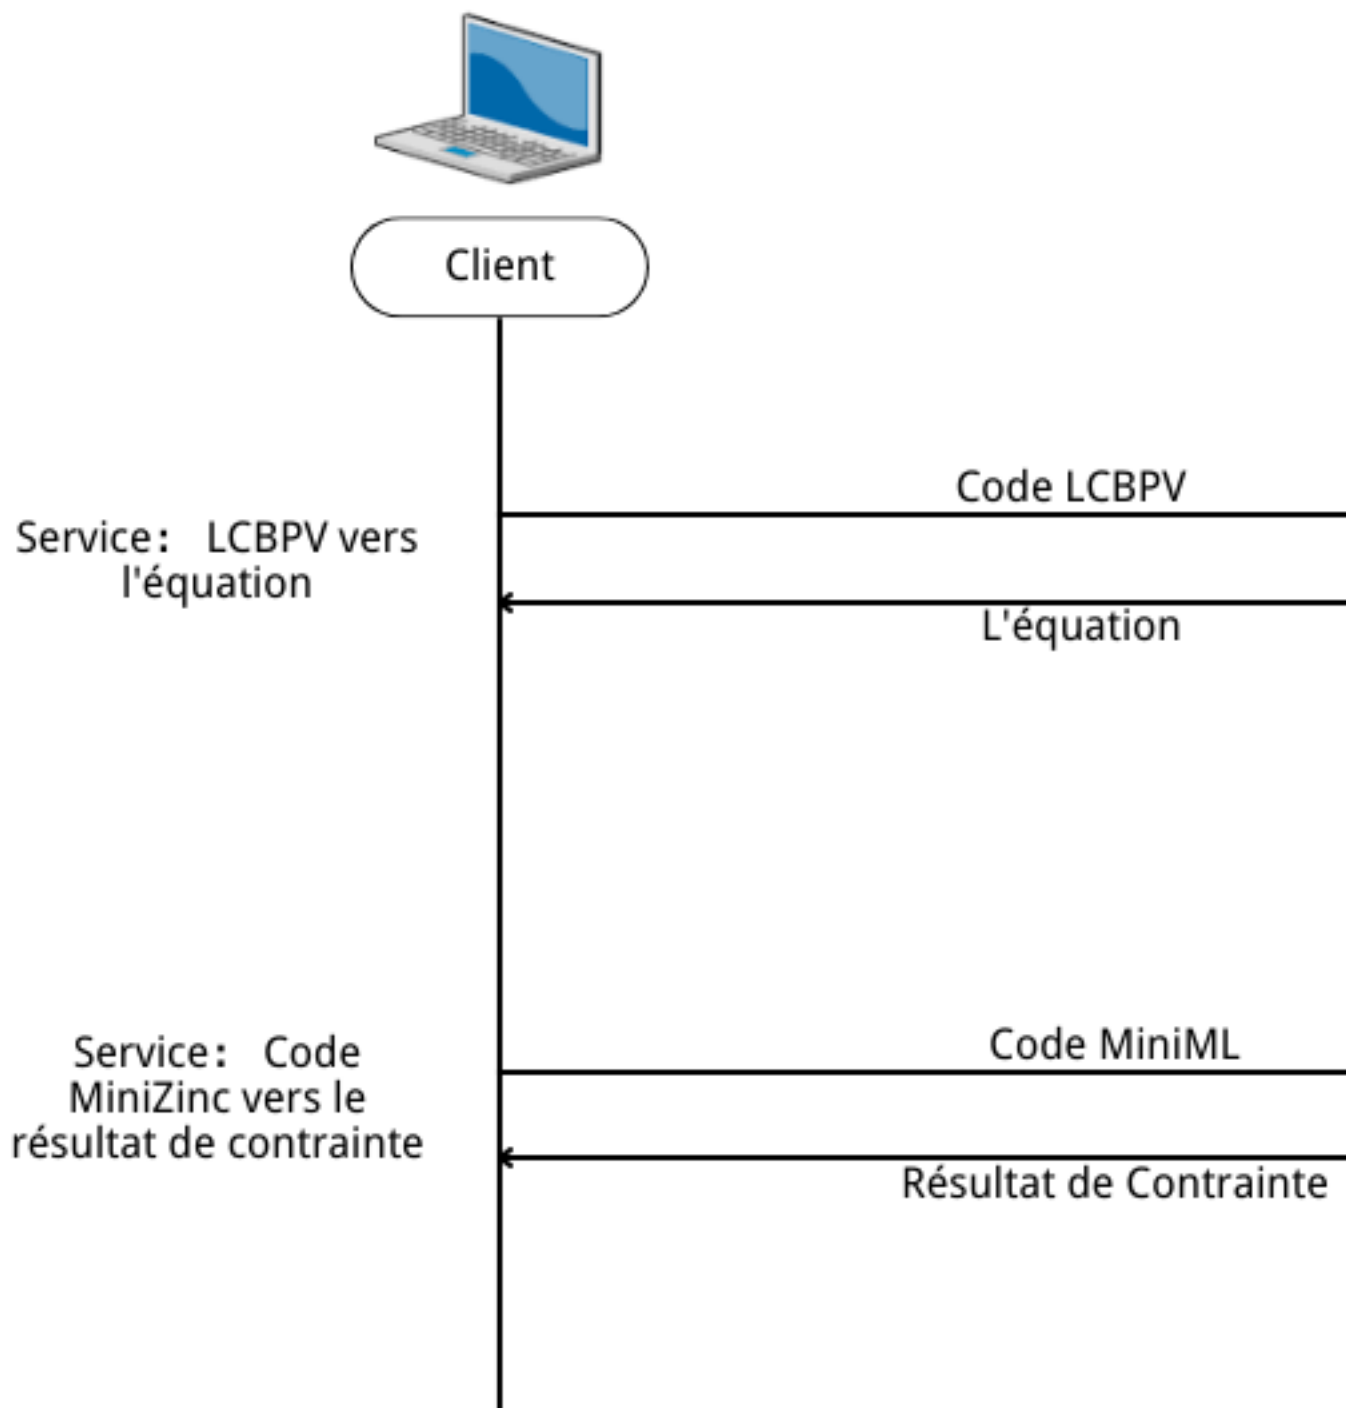 Client
Code LCBPV
Service: LCBPV vers
l'équation
L'équation
Code MiniML
Service: Code
MiniZinc vers le
résultat de contrainte
Résultat de Contrainte